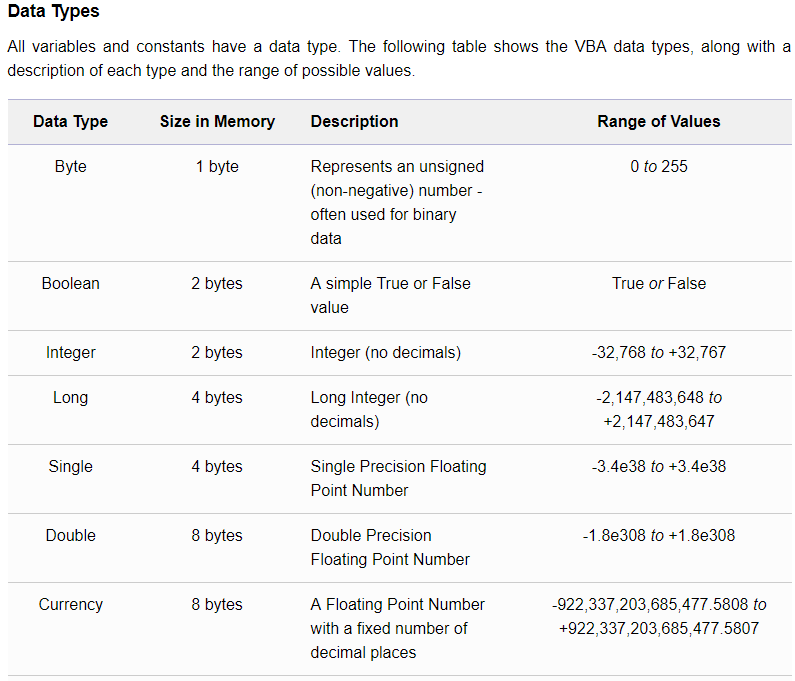 Data Types
All variables and constants have a data type. The following table shows the VBA data types, along with a
description of each type and the range of possible values.
Data Type Size in Memory Description Range of Values
Byte 1 byte Represents an unsigned 0 to 255
(non-negative) number -
often used for binary
data
Boolean 2 bytes A simple True or False True or False
value
Integer 2 bytes Integer (no decimals) -32,768 to +32,767
Long 4 bytes Long Integer (no -2,147,483,648 to
decimals) +2,147,483,647
Single 4 bytes Single Precision Floating -3.4e38 to +3.4e38
Point Number
Double 8 bytes Double Precision -1.8e308 to +1.8e308
Floating Point Number
Currency 8 bytes A Floating Point Number -922,337,203,685,477.5808 to
with a fixed number of +922,337,203,685,477.5807
decimal places